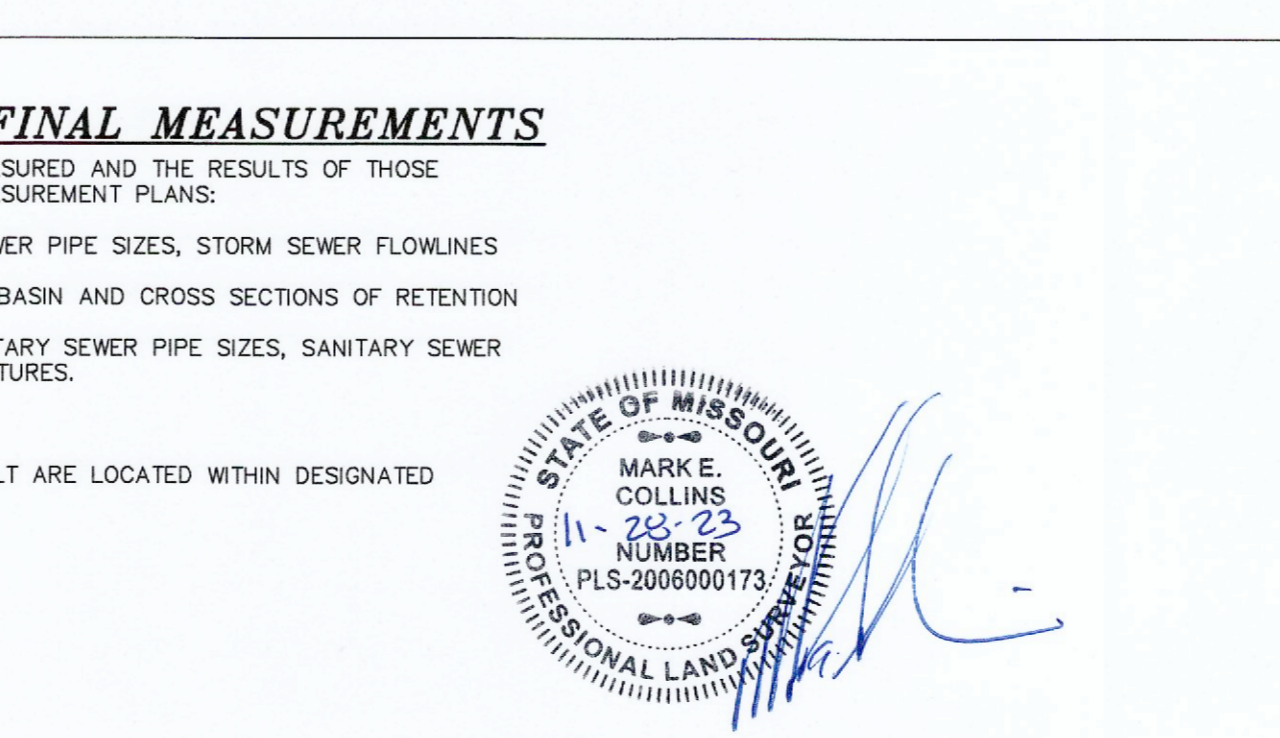 FINAL MEASUREMENTS
SURED AND THE RESULTS OF THOSE
SUREMENT PLANS:
WER PIPE SIZES, STORM SEWER FLOWLINES
BASIN AND CROSS SECTIONS OF RETENTION
TARY SEWER PIPE SIZES, SANITARY SEWER
TURES.
LT ARE LOCATED WITHIN DESIGNATED
STATE OF MISSOURI
MARK E.
COLLINS
11-28-23
NUMBER
PLS-2006000173
PROFESSIONAL LAND SURVEYOR